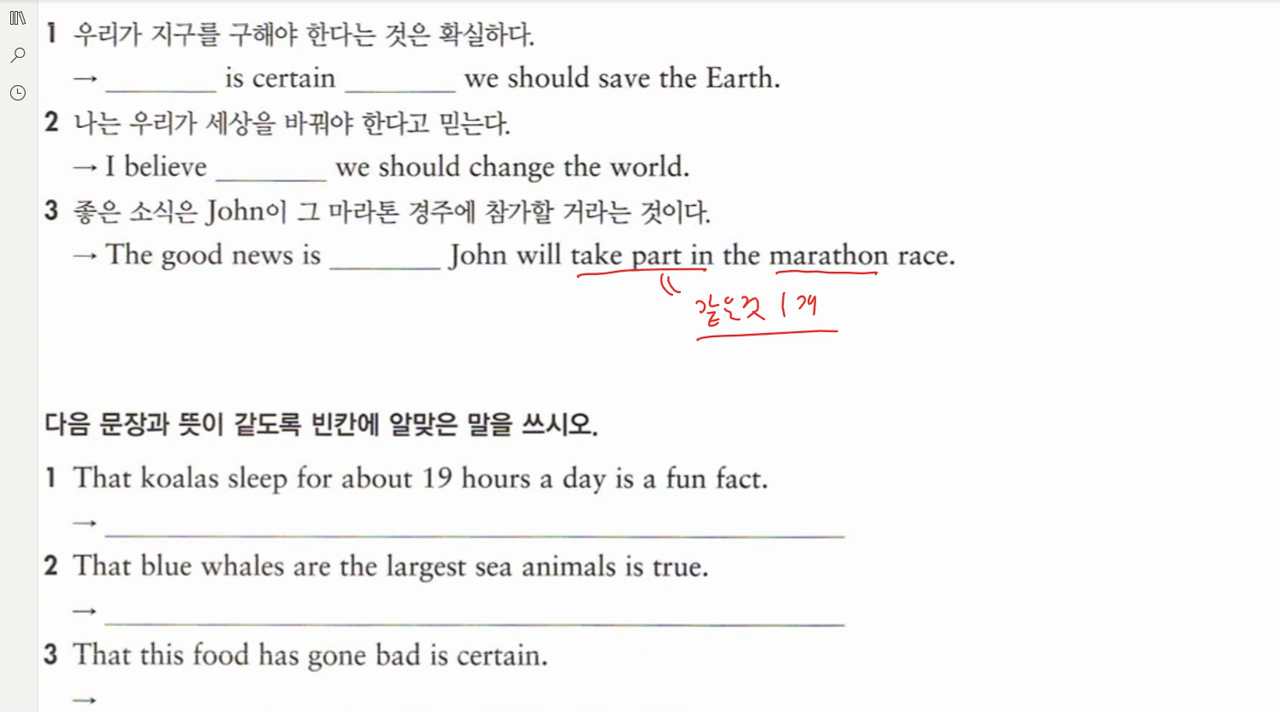 1 우리가 지구를 구해야 한다는 것은 확실하다.
→ ________ is certain ________ we should save the Earth.
2 나는 우리가 세상을 바꿔야 한다고 믿는다.
→ I believe ________ we should change the world.
3 좋은 소식은 John이 그 마라톤 경주에 참가할 거라는 것이다.
→ The good news is ________ John will take part in the marathon race.
같은것 1개
다음 문장과 뜻이 같도록 빈칸에 알맞은 말을 쓰시오.
1 That koalas sleep for about 19 hours a day is a fun fact.
→ ________
2 That blue whales are the largest sea animals is true.
→ ________
3 That this food has gone bad is certain.
→